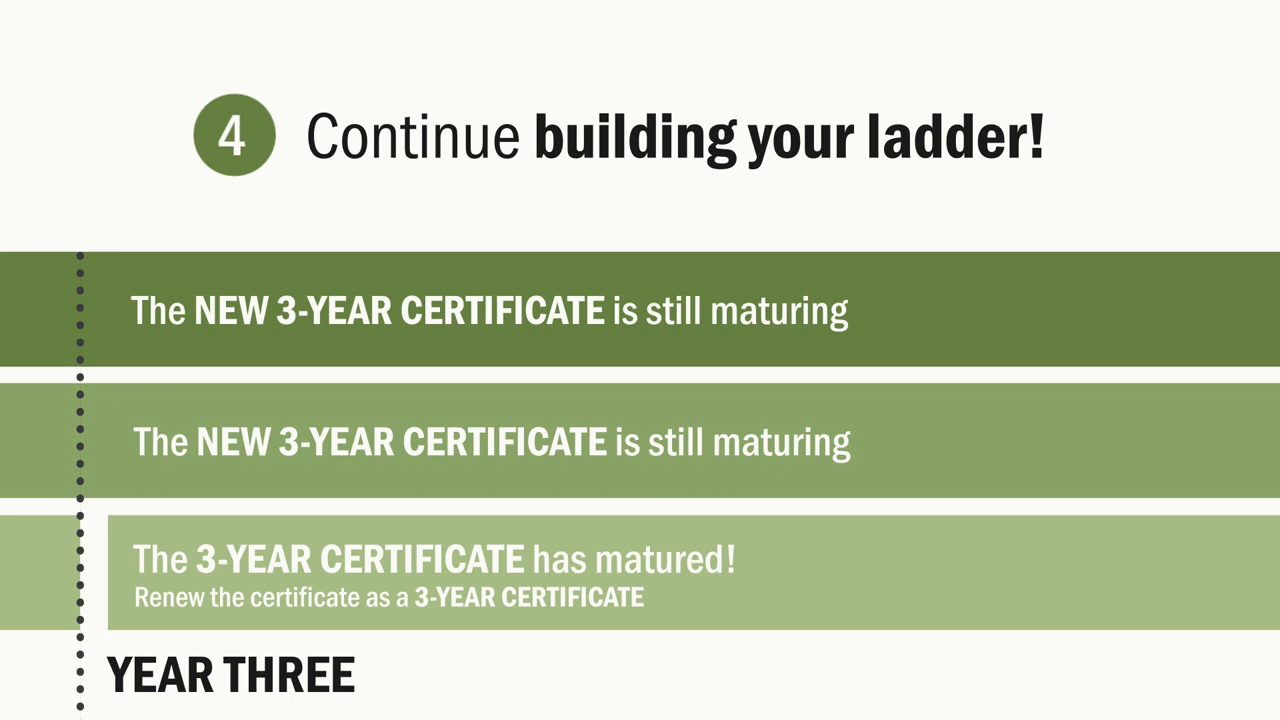 4 Continue building your ladder!
The NEW 3-YEAR CERTIFICATE is still maturing
The NEW 3-YEAR CERTIFICATE is still maturing
The 3-YEAR CERTIFICATE has matured!
Renew the certificate as a 3-YEAR CERTIFICATE
YEAR THREE